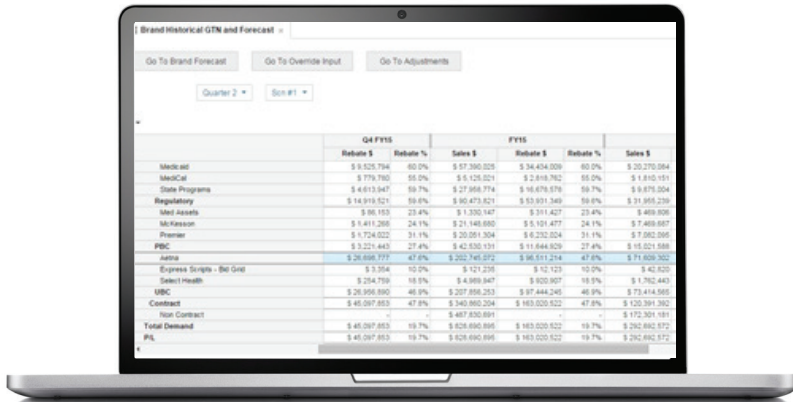 Brand Historical GTN and Forecast
Go To Brand Forecast Go To Override Input Go To Adjustments
Quarter 2 Scn #1
Q4 FY15 FY15
Rebate $ Rebate % Sales $ Rebate $ Rebate % Sales $
Medicaid $ 9,525,794 60.0% $ 57,390,025 $ 34,434,009 60.0% $ 20,270,084
MediCal $ 779,760 55.0% $ 5,125,021 $ 2,818,762 55.0% $ 1,810,151
State Programs $ 4,613,947 59.7% $ 27,958,774 $ 16,678,578 59.7% $ 9,875,004
Regulatory $ 14,919,521 59.6% $ 90,473,821 $ 53,931,349 59.6% $ 31,955,239
Med Assets 23.4% $ 1,330,147 $ 311,427 23.4% $ 469,806
McKesson $ 1,411,266 24.1% $ 21,148,680 $ 5,101,477 24.1% $ 7,469,687
Premier $ 1,724,022 31.1% $ 20,051,304 $ 6,232,024 31.1% $ 7,082,095
PBC $ 3,221,443 27.4% $ 42,530,131 $ 11,644,929 27.4% $ 15,021,588
Aetna $ 26,698,777 47.6% $ 202,745,072 $ 96,511,214 47.6% $ 71,609,302
Express Scripts - Bid Grid $ 3,354 10.0% $ 121,235 $ 12,123 10.0% $ 42,820
Select Health $ 254,759 18.5% $ 4,989,947 $ 920,907 18.5% $ 1,762,443
UBC $ 26,956,890 46.9% $ 207,856,253 $ 97,444,245 46.9% $ 73,414,565
Contract $ 45,097,853 47.8% $ 340,860,204 $ 163,020,522 47.8% $ 120,391,392
Non Contract - - $ 487,830,691 - - $ 172,301,181
Total Demand $ 45,097,853 19.7% $ 828,690,895 $ 163,020,522 19.7% $ 292,692,572
P/L $ 45,097,853 19.7% $ 828,690,895 $ 163,020,522 19.7% $ 292,692,572